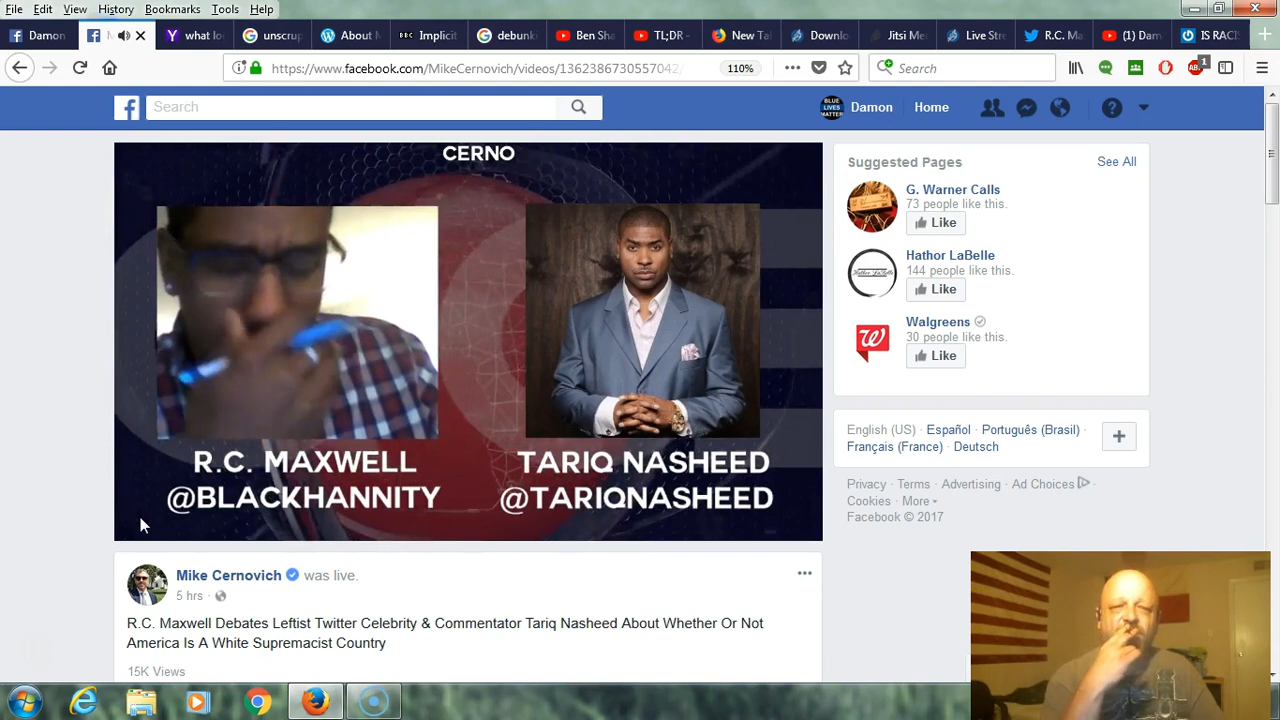 File Edit View History Bookmarks Tools Help
Damon M what lo unscrup About M BBC Implicit debunki Ben Sha TL;DR - New Tal Downlo Jitsi Me Live Stre R.C. Ma (1) Dam IS RACIS
https://www.facebook.com/MikeCernovich/videos/1362386730557042/ 110% Search 1
Search Damon Home
CERNO
R.C. MAXWELL TARIQ NASHEED
@BLACKHANNITY @TARIQNASHEED
Suggested Pages See All
G. Warner Calls
73 people like this.
Like
Hathor LaBelle
144 people like this.
Like
Walgreens
30 people like this.
Like
English (US) · Español · Português (Brasil) ·
Français (France) · Deutsch
Privacy · Terms · Advertising · Ad Choices ·
Cookies · More
Facebook © 2017
Mike Cernovich was live.
5 hrs ·
R.C. Maxwell Debates Leftist Twitter Celebrity & Commentator Tariq Nasheed About Whether Or Not
America Is A White Supremacist Country
15K Views